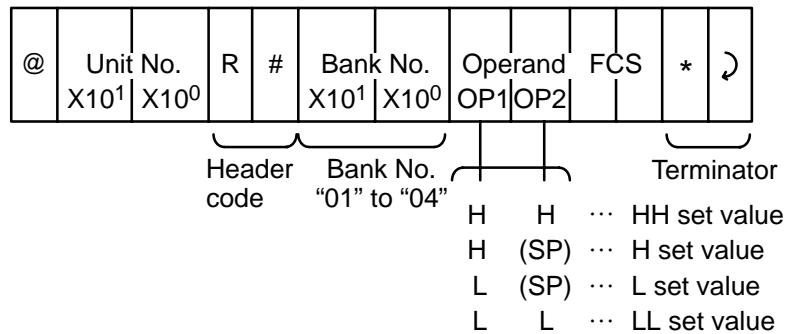 @ Unit No. R # Bank No. Operand FCS * ⤸
X10¹ X10⁰ X10¹ X10⁰ OP1 OP2
Header Bank No. Terminator
code “01” to “04”
H H ⋯ HH set value
H (SP) ⋯ H set value
L (SP) ⋯ L set value
L L ⋯ LL set value